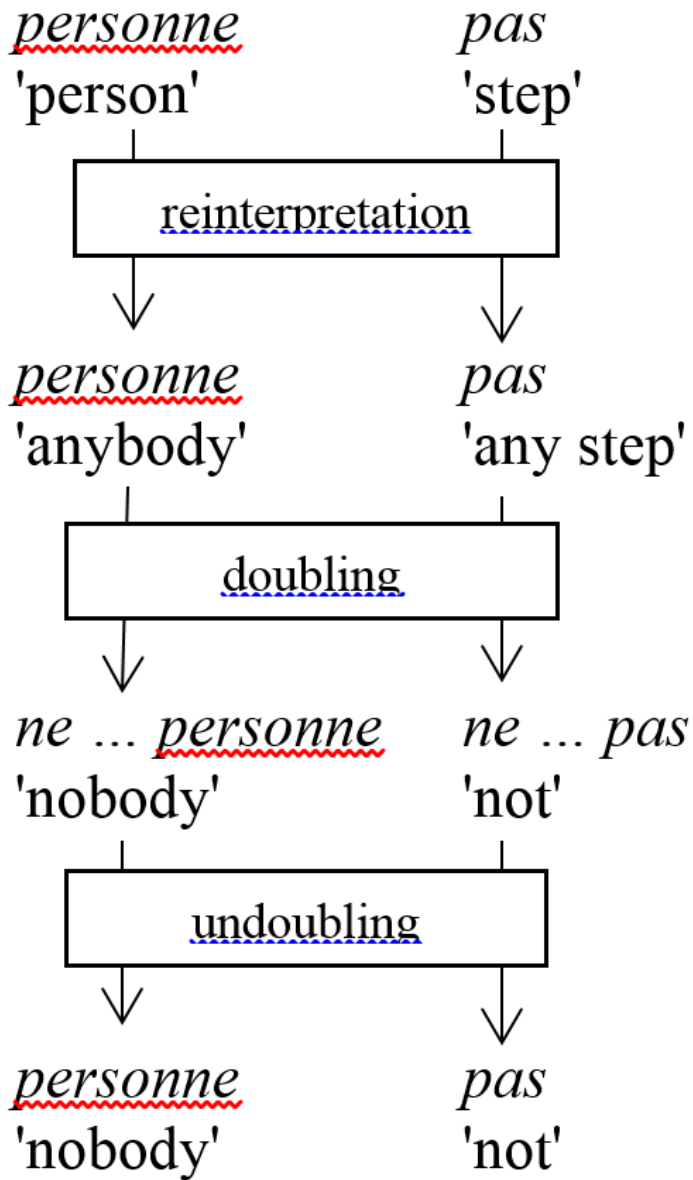 personne pas
'person' 'step'
reinterpretation
personne pas
'anybody' 'any step'
doubling
ne ... personne ne ... pas
'nobody' 'not'
undoubling
personne pas
'nobody' 'not'